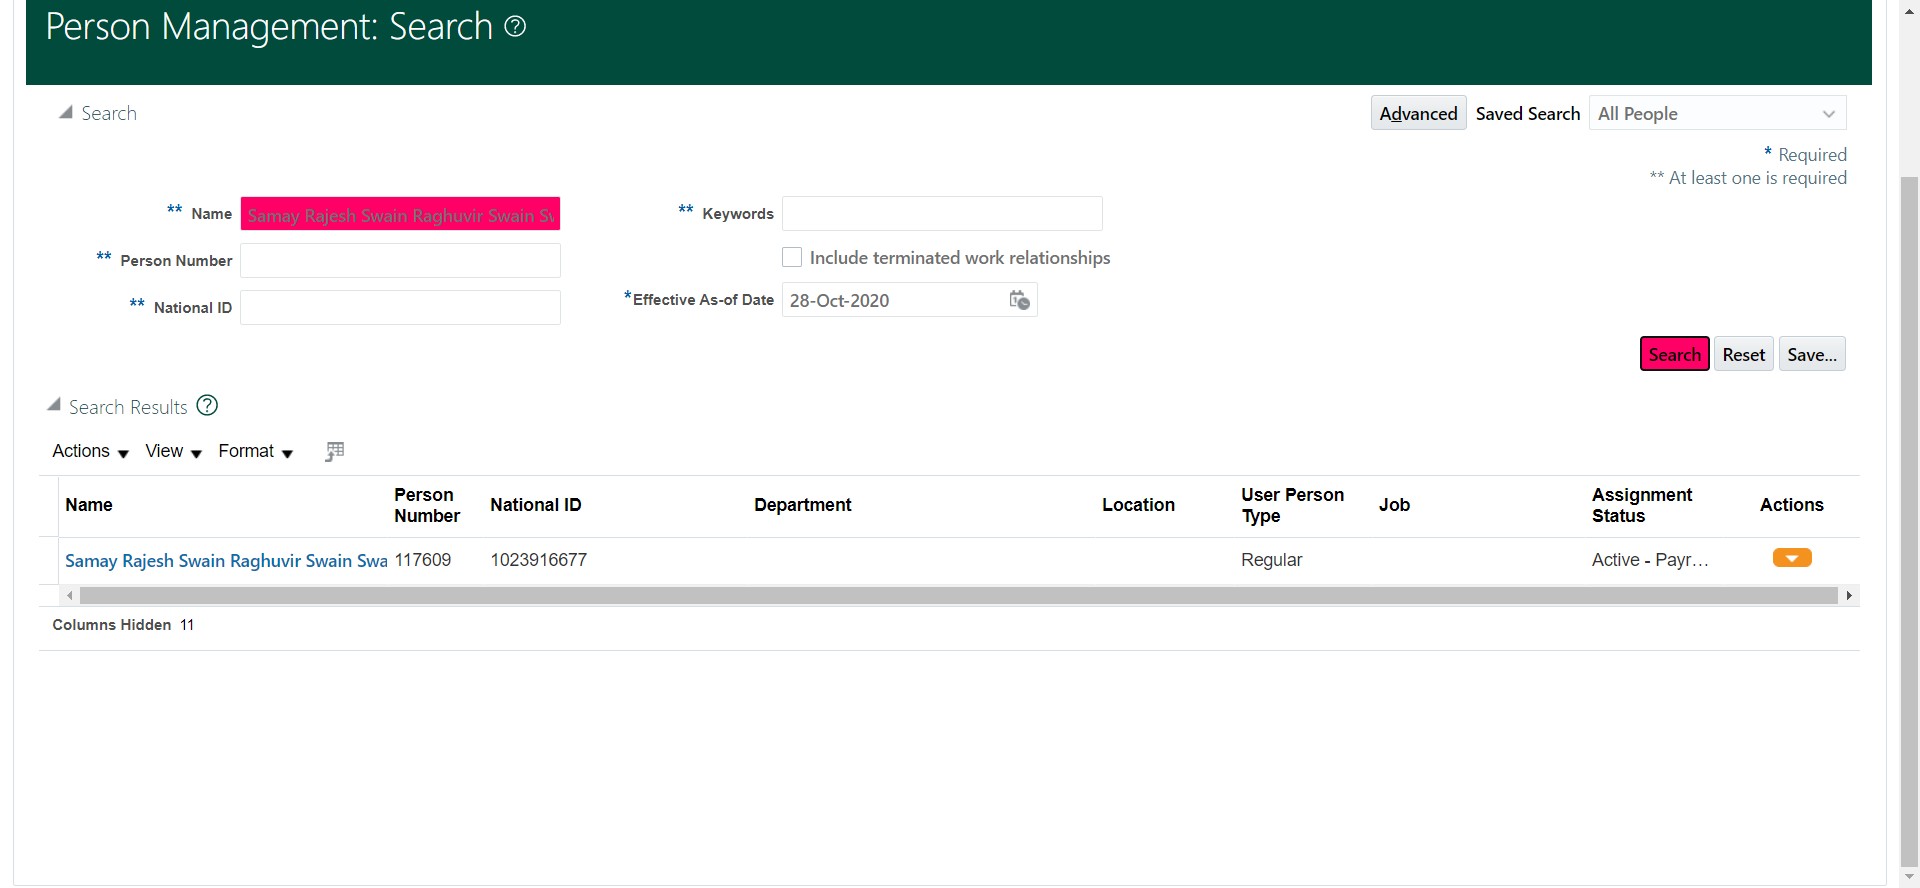 Person Management: Search ?
Search
Advanced Saved Search All People
* Required
** At least one is required
** Name Samay Rajesh Swain Raghuvir Swain Sw
** Keywords
** Person Number
Include terminated work relationships
** National ID
*Effective As-of Date 28-Oct-2020
Search Reset Save...
Search Results ?
Actions View Format
Name Person Number National ID Department Location User Person Type Job Assignment Status Actions
Samay Rajesh Swain Raghuvir Swain Swa 117609 1023916677 Regular Active - Payr...
Columns Hidden 11